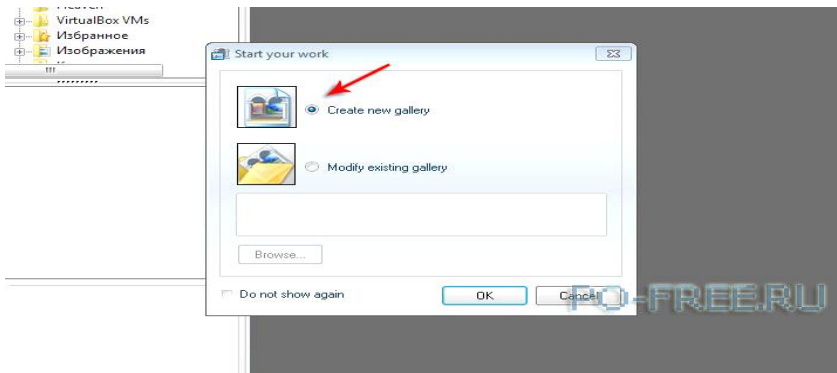 VirtualBox VMs
Избранное
Изображения
Start your work
Create new gallery
Modify existing gallery
Browse...
Do not show again
OK
Cancel
PO-FREE.RU